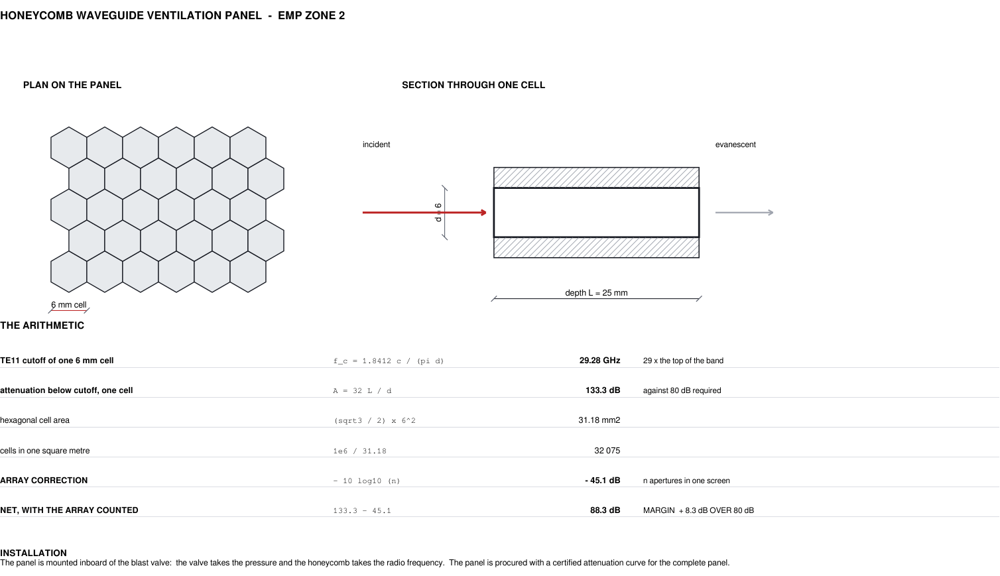 HONEYCOMB WAVEGUIDE VENTILATION PANEL - EMP ZONE 2
PLAN ON THE PANEL
SECTION THROUGH ONE CELL
incident
evanescent
d = 6
depth L = 25 mm
6 mm cell
THE ARITHMETIC
TE11 cutoff of one 6 mm cell f_c = 1.8412 c / (pi d) 29.28 GHz 29 x the top of the band
attenuation below cutoff, one cell A = 32 L / d 133.3 dB against 80 dB required
hexagonal cell area (sqrt3 / 2) x 6^2 31.18 mm2
cells in one square metre 1e6 / 31.18 32 075
ARRAY CORRECTION - 10 log10 (n) - 45.1 dB n apertures in one screen
NET, WITH THE ARRAY COUNTED 133.3 - 45.1 88.3 dB MARGIN + 8.3 dB OVER 80 dB
INSTALLATION
The panel is mounted inboard of the blast valve: the valve takes the pressure and the honeycomb takes the radio frequency. The panel is procured with a certified attenuation curve for the complete panel.